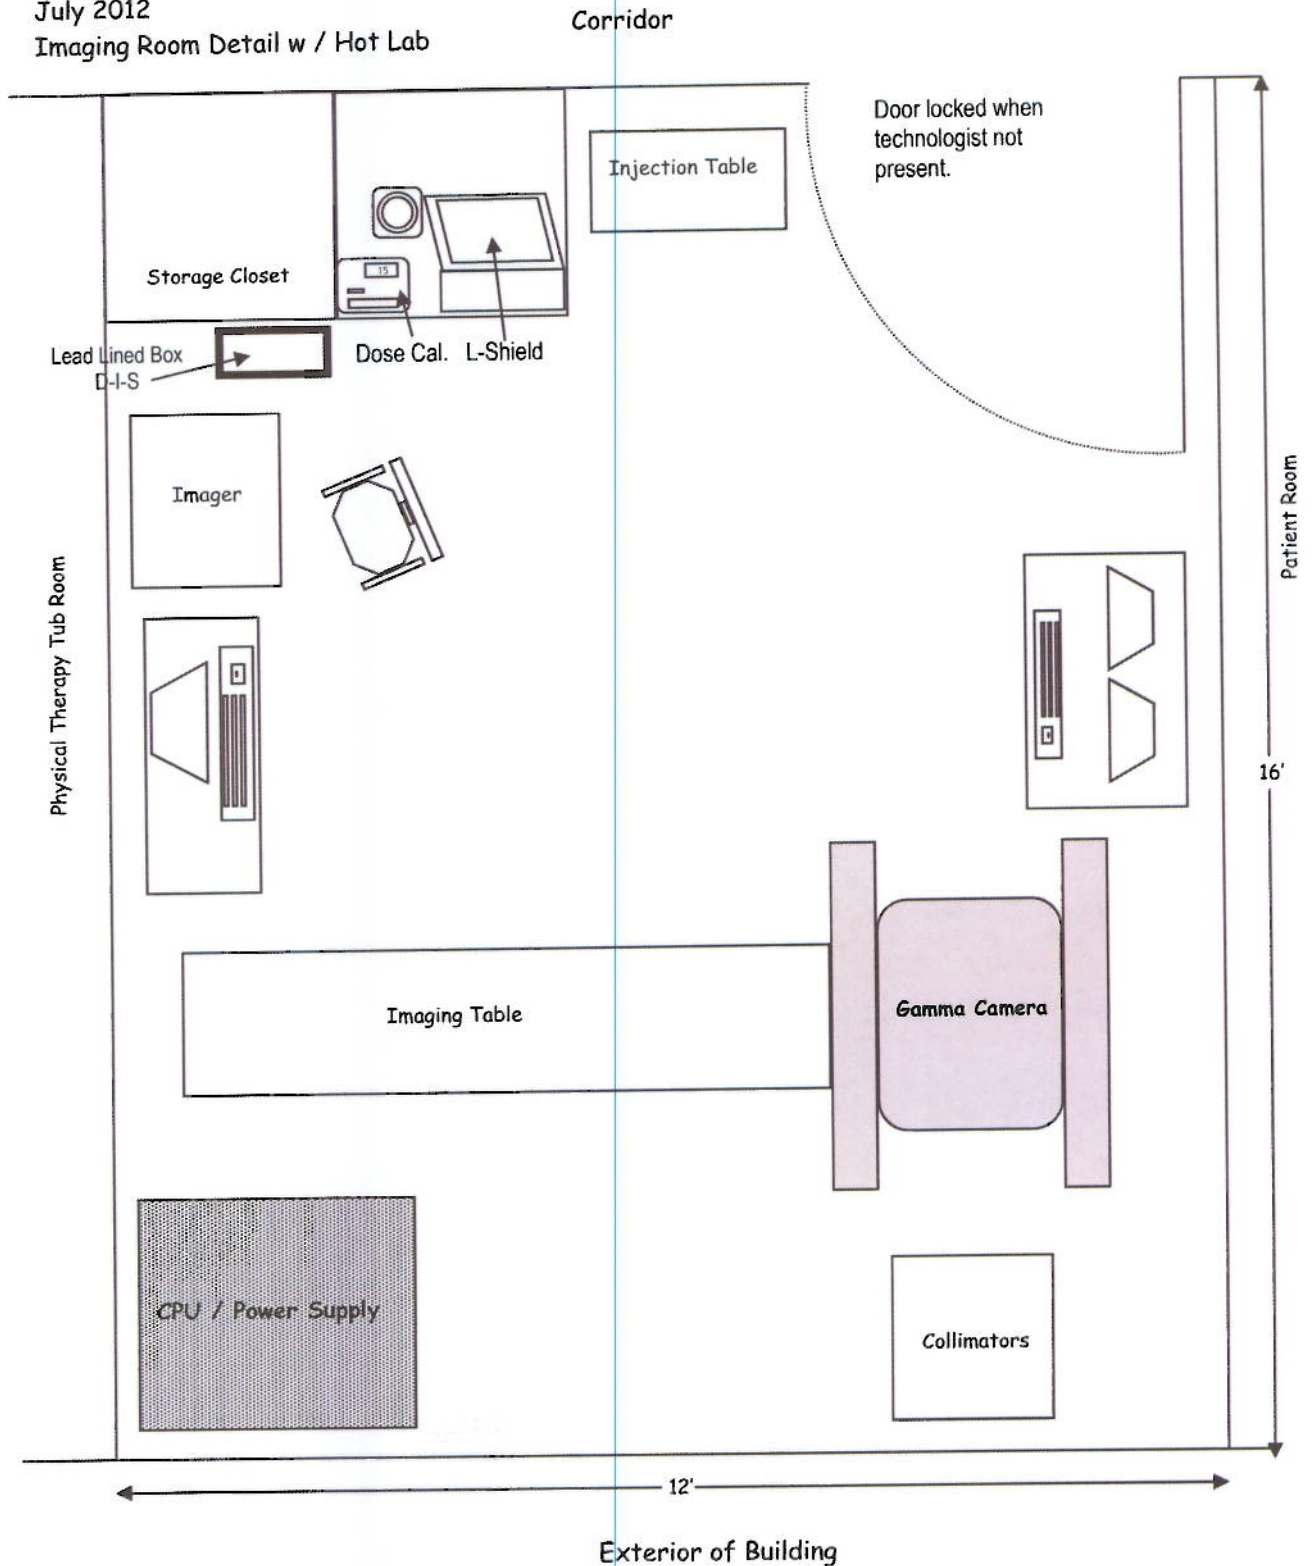 July 2012
Corridor
Imaging Room Detail w / Hot Lab
Door locked when
technologist not
present.
Injection Table
15
Storage Closet
Lead Lined Box
D-I-S
Dose Cal.
L-Shield
Imager
Patient Room
Physical Therapy Tub Room
16'
Imaging Table
Gamma Camera
CPU / Power Supply
Collimators
12'
Exterior of Building